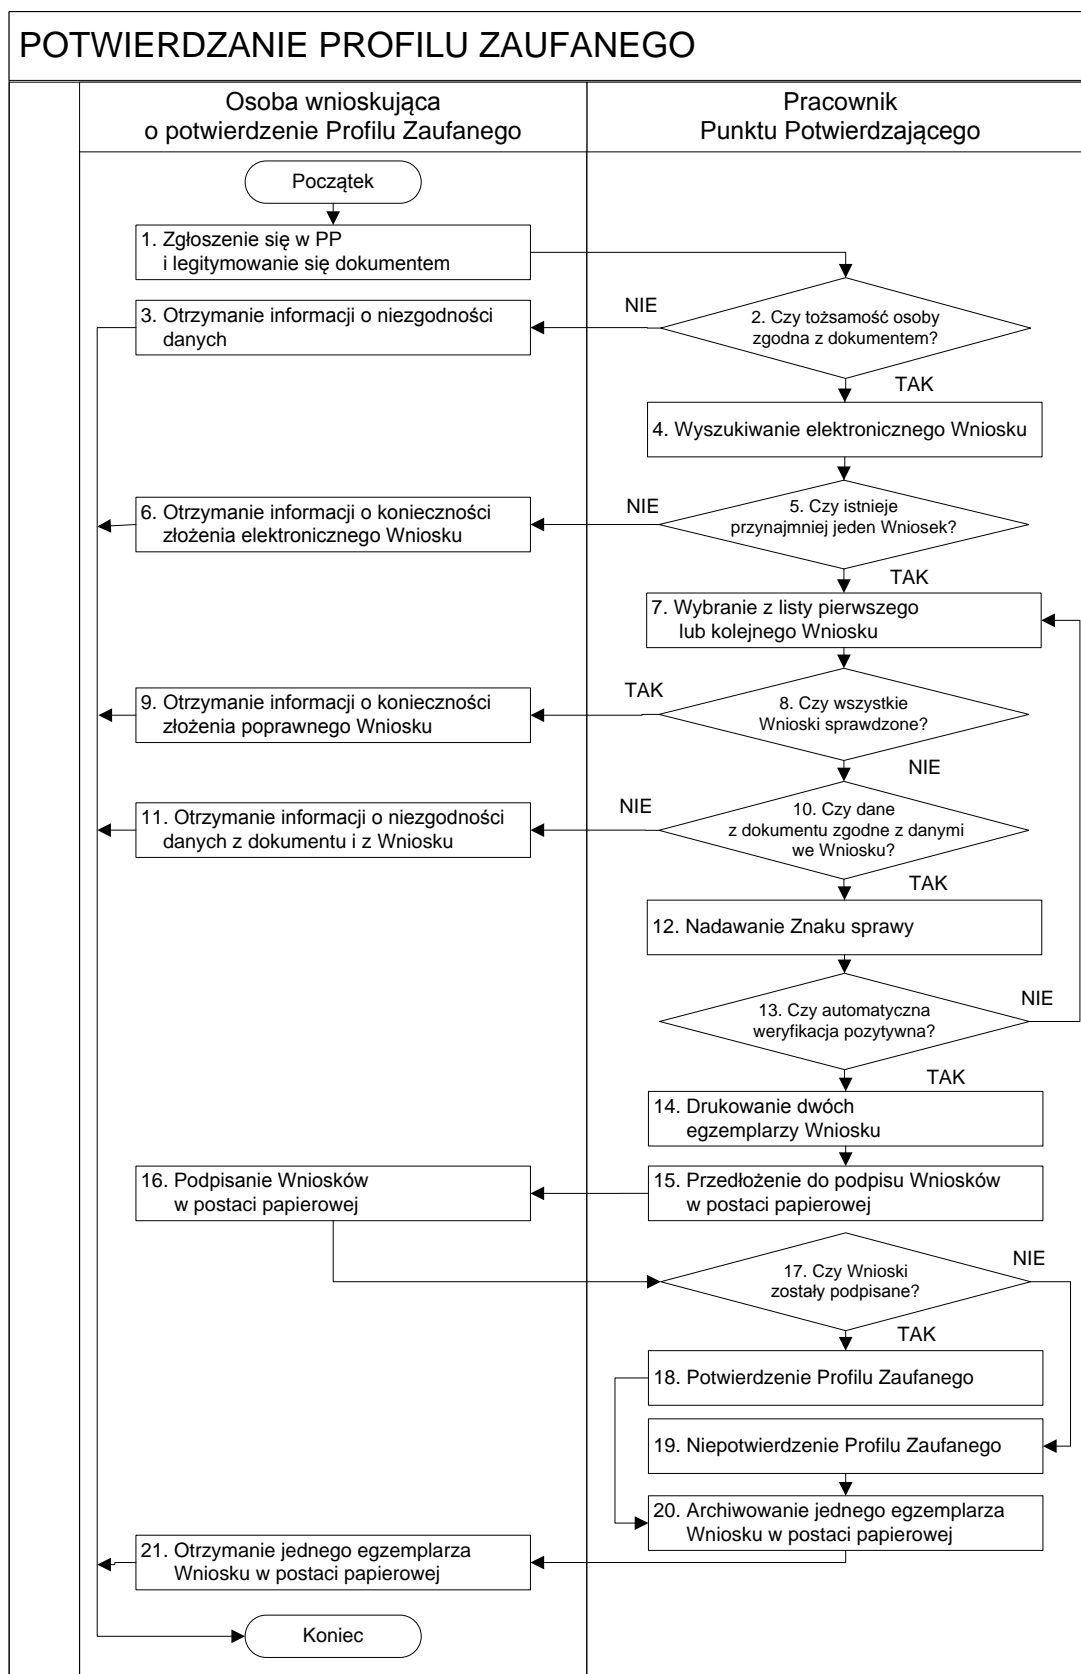 POTWIERDZANIE PROFILU ZAUFANEGO
Osoba wnioskująca
o potwierdzenie Profilu Zaufanego
Pracownik
Punktu Potwierdzającego
Początek
1. Zgłoszenie się w PP
i legitymowanie się dokumentem
2. Czy tożsamość osoby
zgodna z dokumentem?
NIE
3. Otrzymanie informacji o niezgodności
danych
TAK
4. Wyszukiwanie elektronicznego Wniosku
5. Czy istnieje
przynajmniej jeden Wniosek?
NIE
6. Otrzymanie informacji o konieczności
złożenia elektronicznego Wniosku
TAK
7. Wybranie z listy pierwszego
lub kolejnego Wniosku
8. Czy wszystkie
Wnioski sprawdzone?
TAK
9. Otrzymanie informacji o konieczności
złożenia poprawnego Wniosku
NIE
10. Czy dane
z dokumentu zgodne z danymi
we Wniosku?
NIE
11. Otrzymanie informacji o niezgodności
danych z dokumentu i z Wniosku
TAK
12. Nadawanie Znaku sprawy
13. Czy automatyczna
weryfikacja pozytywna?
NIE
TAK
14. Drukowanie dwóch
egzemplarzy Wniosku
15. Przedłożenie do podpisu Wniosków
w postaci papierowej
16. Podpisanie Wniosków
w postaci papierowej
17. Czy Wnioski
zostały podpisane?
NIE
TAK
18. Potwierdzenie Profilu Zaufanego
19. Niepotwierdzenie Profilu Zaufanego
20. Archiwowanie jednego egzemplarza
Wniosku w postaci papierowej
21. Otrzymanie jednego egzemplarza
Wniosku w postaci papierowej
Koniec